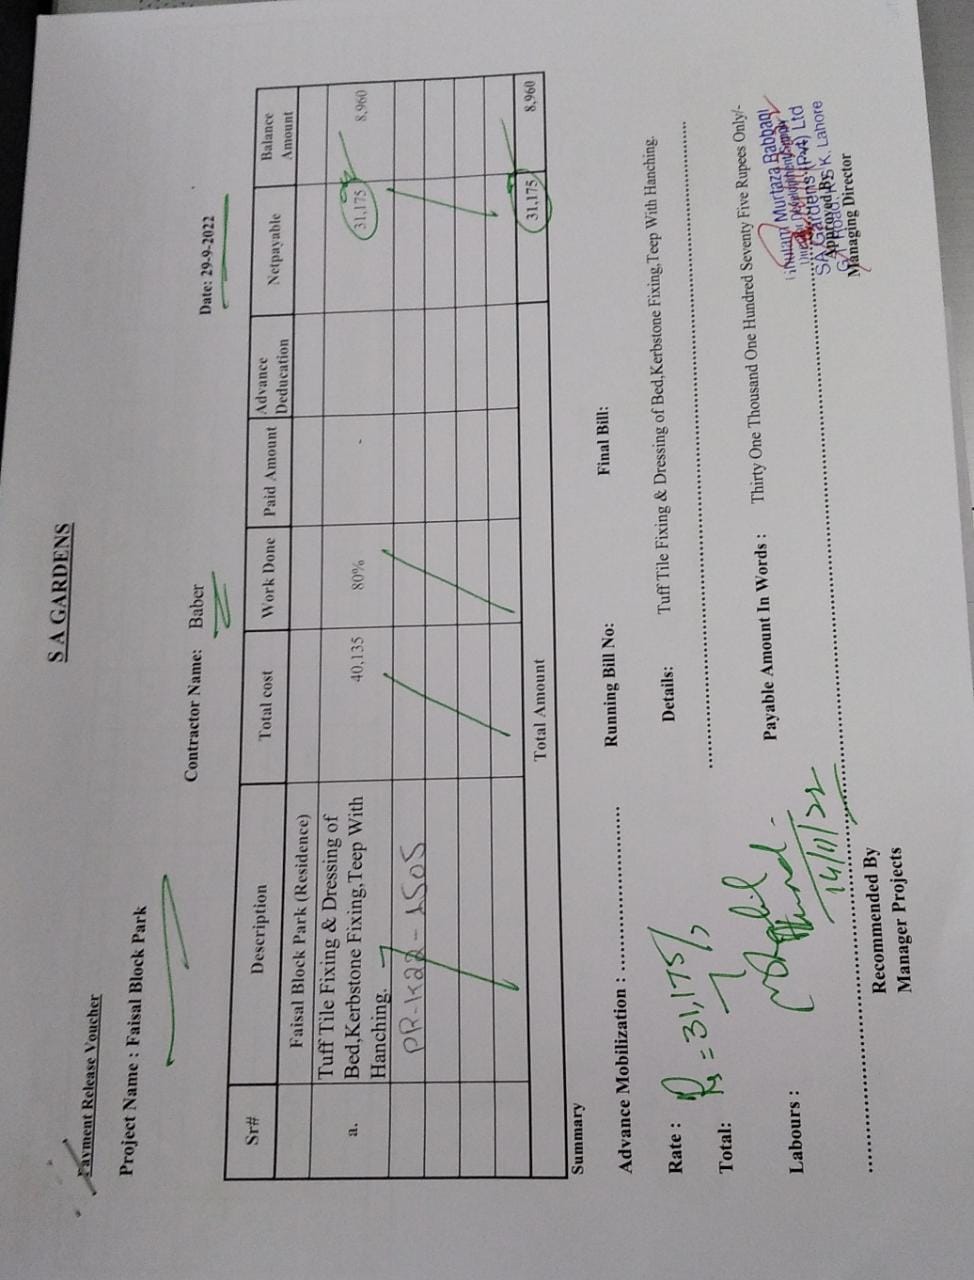 S A GARDENS
Payment Release Voucher
Project Name : Faisal Block Park
Contractor Name: Baber
Date: 29-9-2022
Sr# Description Total cost Work Done Paid Amount Advance Deducation Netpayable Balance Amount
Faisal Block Park (Residence)
a. Tuff Tile Fixing & Dressing of Bed,Kerbstone Fixing,Teep With Hanching. 40,135 80% - 31,175 8,960
PR-K22-1505
Total Amount 31,175 8,960
Summary
Advance Mobilization : Running Bill No: Final Bill:
Rate : Details: Tuff Tile Fixing & Dressing of Bed,Kerbstone Fixing,Teep With Hanching.
Rs = 31,175/
Total:
Payable Amount In Words : Thirty One Thousand One Hundred Seventy Five Rupees Only/-
Labours :
14/11/22
Ghulam Murtaza Rabbani
SA Gardens (Pvt) Ltd
G.T Road, K.S.K. Lahore
Recommended By
Manager Projects
Approved By
Managing Director